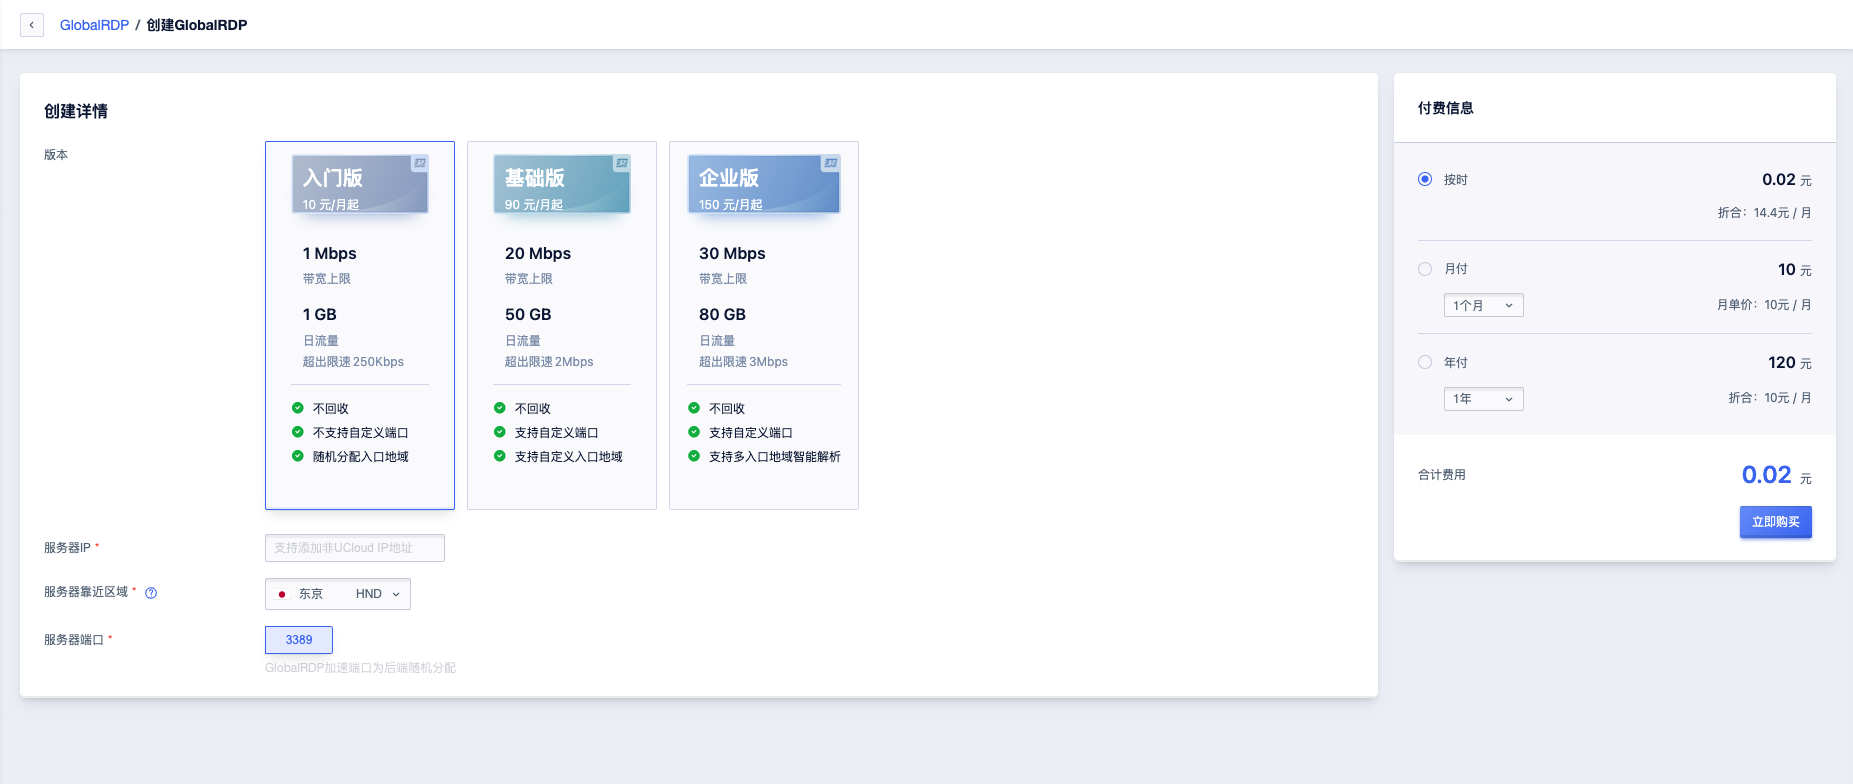 GlobalRDP / 创建GlobalRDP
创建详情
版本
入门版
10 元/月起
1 Mbps
带宽上限
1 GB
日流量
超出限速 250Kbps
不回收
不支持自定义端口
随机分配入口地域
基础版
90 元/月起
20 Mbps
带宽上限
50 GB
日流量
超出限速 2Mbps
不回收
支持自定义端口
支持自定义入口地域
企业版
150 元/月起
30 Mbps
带宽上限
80 GB
日流量
超出限速 3Mbps
不回收
支持自定义端口
支持多入口地域智能解析
服务器IP *
支持添加非UCloud IP地址
服务器靠近区域 *
东京 HND
服务器端口 *
3389
GlobalRDP加速端口为后端随机分配
付费信息
按时 0.02 元
折合：14.4元 / 月
月付 10 元
1个月 月单价：10元 / 月
年付 120 元
1年 折合：10元 / 月
合计费用 0.02 元
立即购买